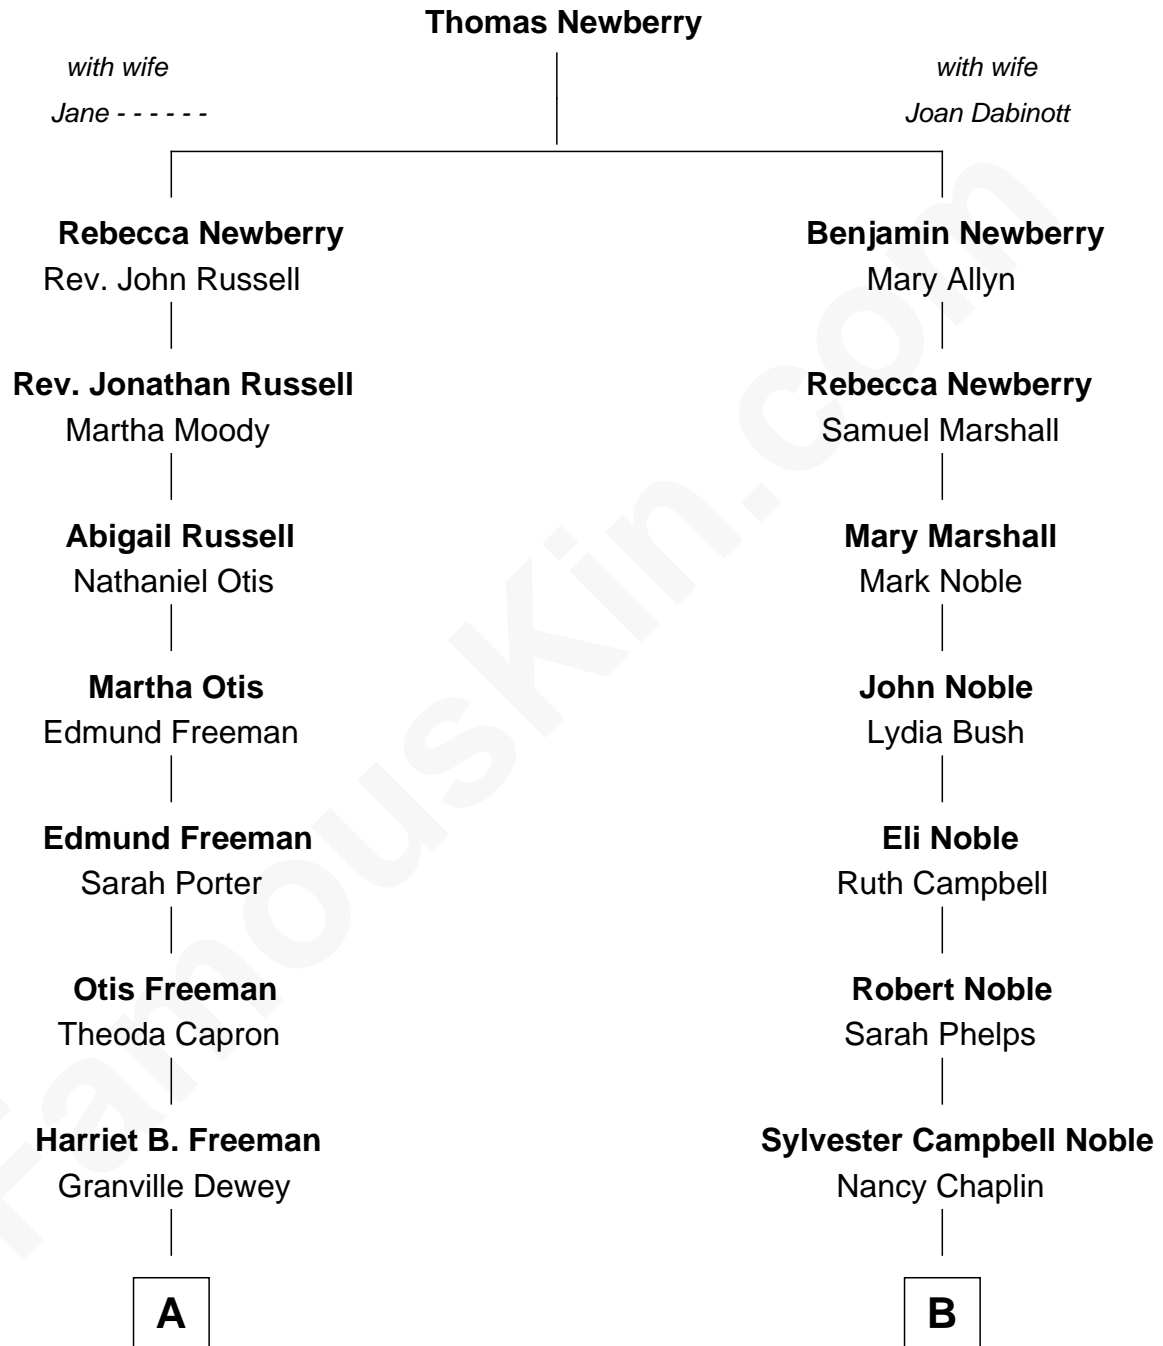 Thomas Newberry
with wife
Jane - - - - - -
with wife
Joan Dabinott
Rebecca Newberry
Rev. John Russell
Benjamin Newberry
Mary Allyn
Rev. Jonathan Russell
Martha Moody
Rebecca Newberry
Samuel Marshall
Abigail Russell
Nathaniel Otis
Mary Marshall
Mark Noble
Martha Otis
Edmund Freeman
John Noble
Lydia Bush
Edmund Freeman
Sarah Porter
Eli Noble
Ruth Campbell
Otis Freeman
Theoda Capron
Robert Noble
Sarah Phelps
Harriet B. Freeman
Granville Dewey
Sylvester Campbell Noble
Nancy Chaplin
A
B
FamousKin.com